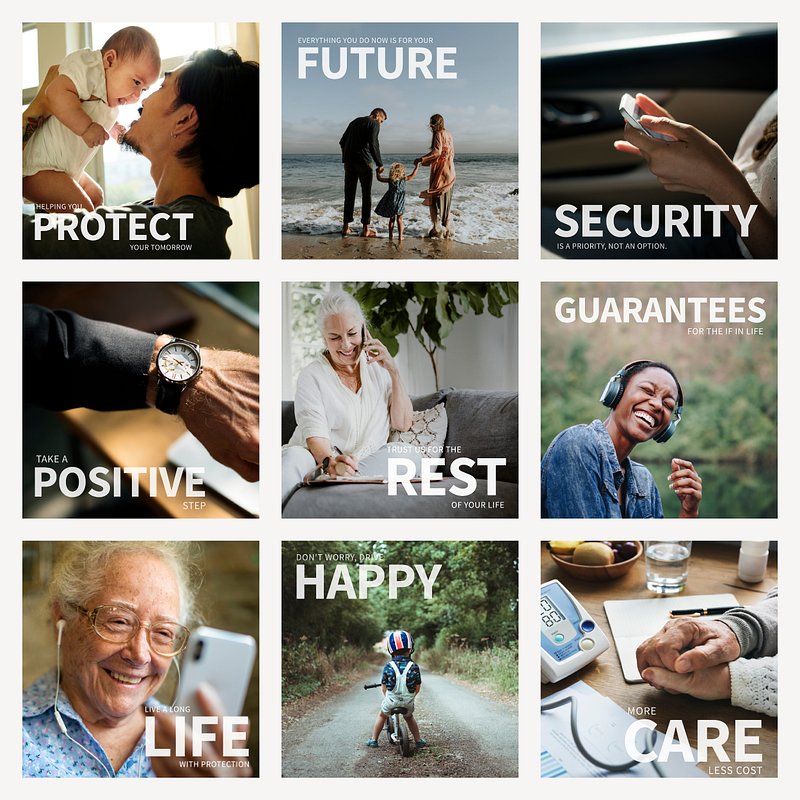 HELPING YOU
PROTECT
YOUR TOMORROW
EVERYTHING YOU DO NOW IS FOR YOUR
FUTURE
SECURITY
IS A PRIORITY, NOT AN OPTION.
TAKE A
POSITIVE
STEP
TRUST US FOR THE
REST
OF YOUR LIFE
GUARANTEES
FOR THE IF IN LIFE
LIVE A LONG
LIFE
WITH PROTECTION
DON'T WORRY, DRIVE
HAPPY
MORE
CARE
LESS COST